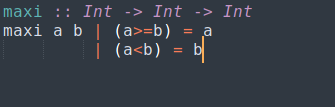 maxi :: Int -> Int -> Int
maxi a b | (a>=b) = a
         | (a<b) = b